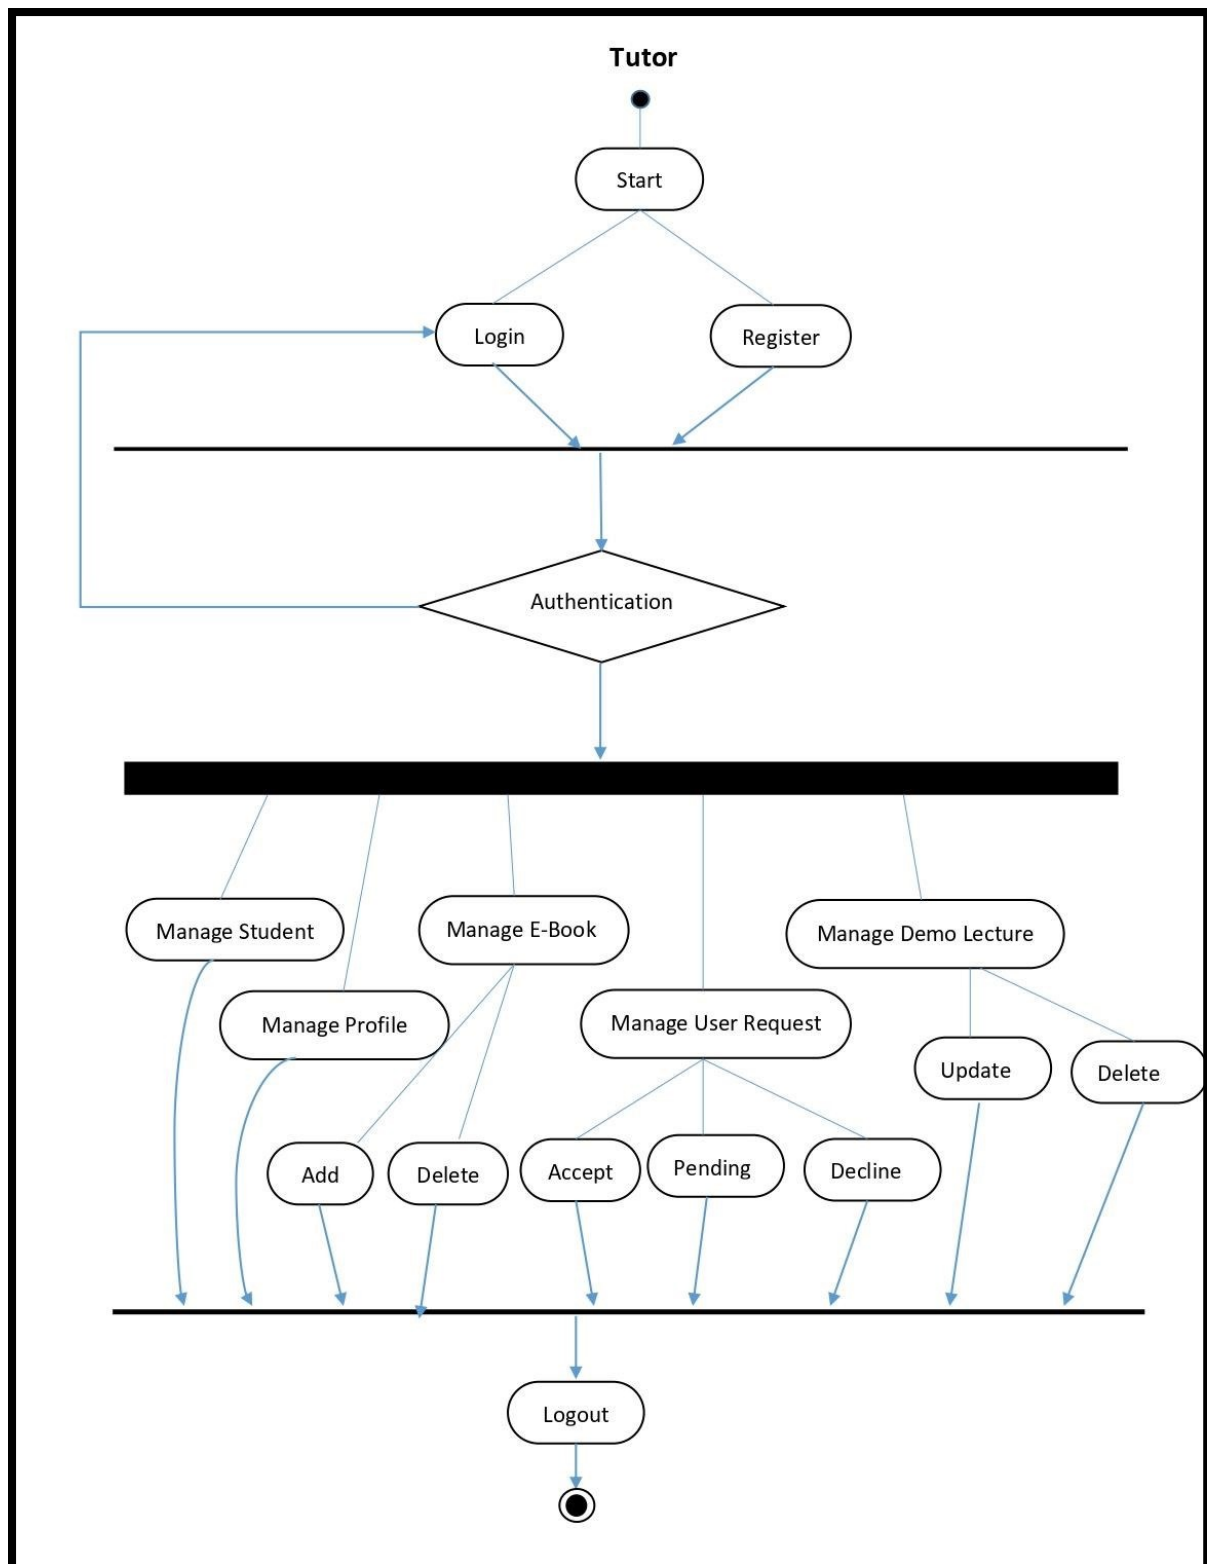 Tutor
Start
Login
Register
Authentication
Manage Student
Manage E-Book
Manage Demo Lecture
Manage Profile
Manage User Request
Update
Delete
Add
Delete
Accept
Pending
Decline
Logout